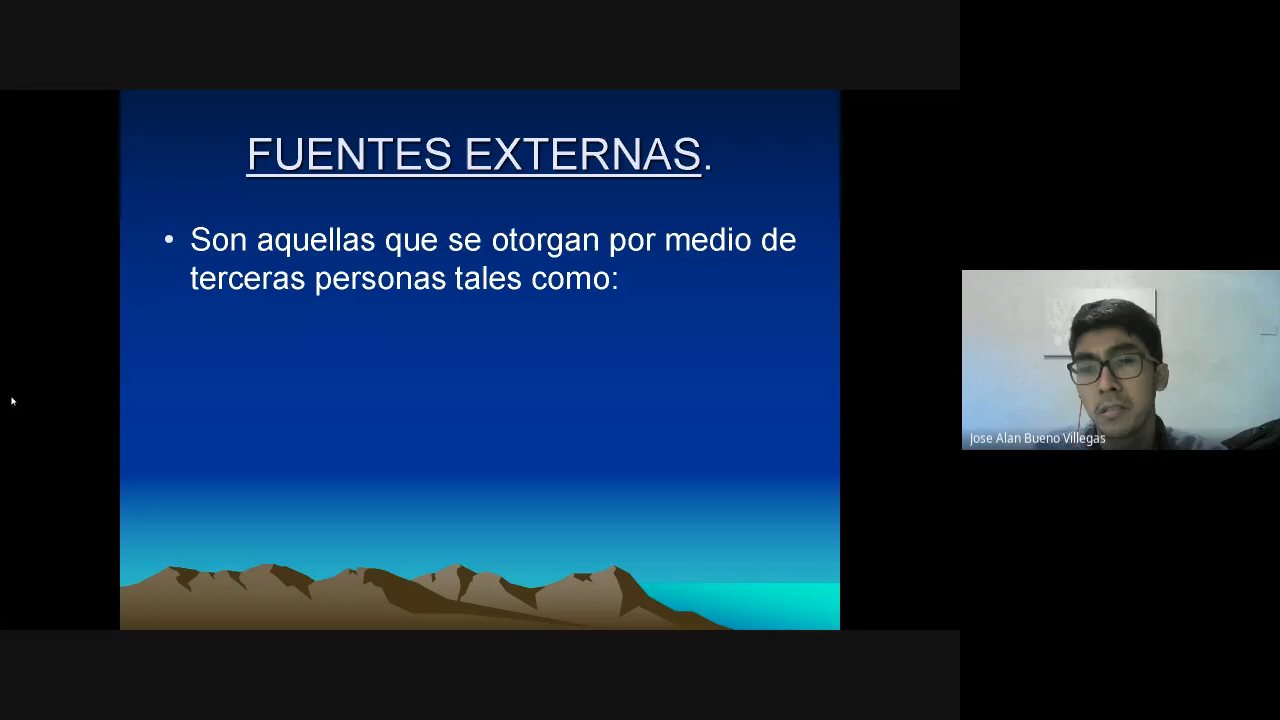 FUENTES EXTERNAS.
• Son aquellas que se otorgan por medio de
terceras personas tales como:
Jose Alan Bueno Villegas